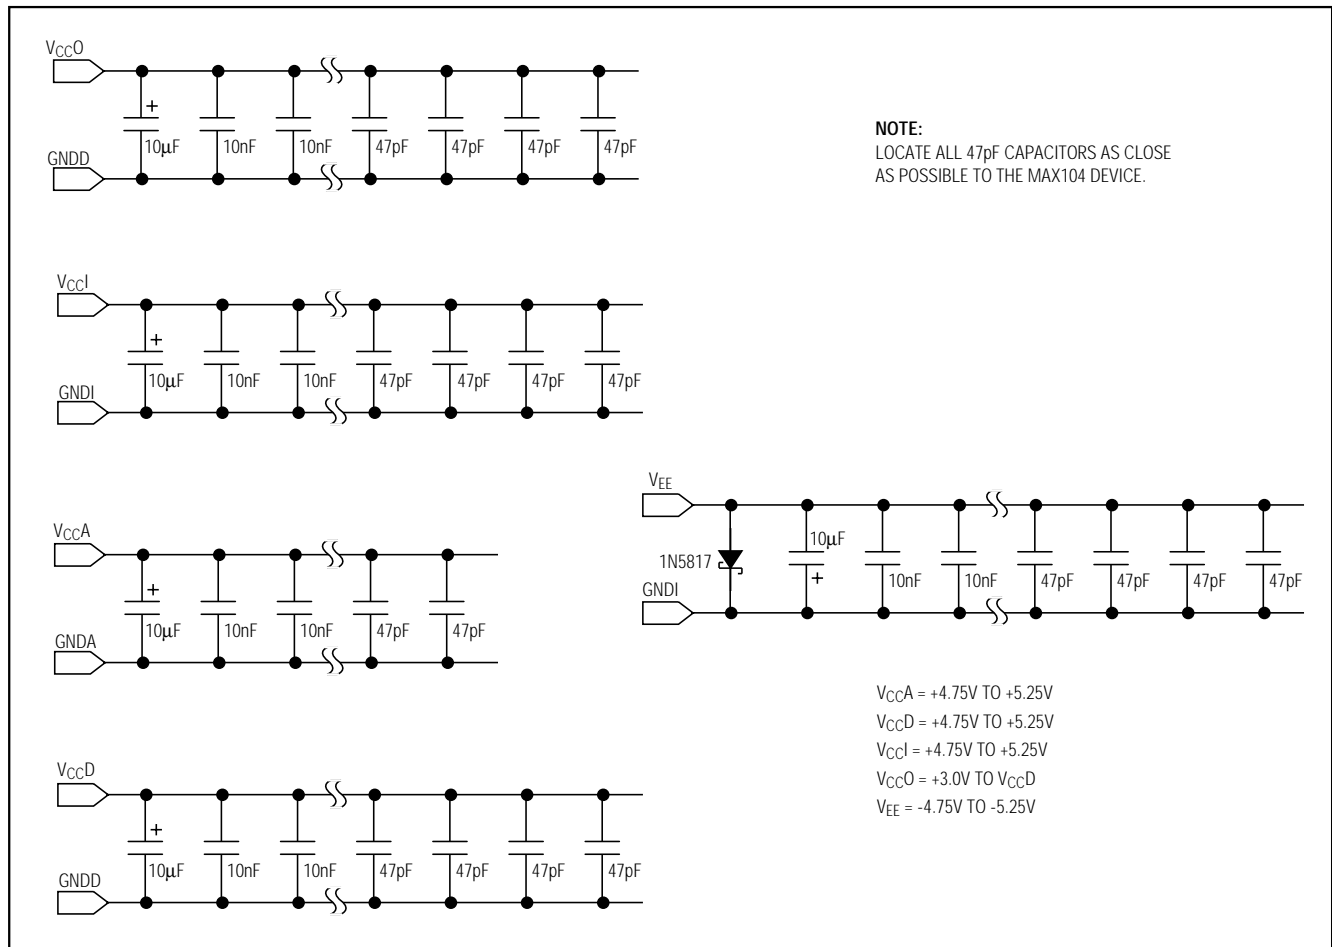 VCCO
+
10μF 10nF 10nF 47pF 47pF 47pF 47pF
GNDD
NOTE:
LOCATE ALL 47pF CAPACITORS AS CLOSE
AS POSSIBLE TO THE MAX104 DEVICE.
VCCI
+
10μF 10nF 10nF 47pF 47pF 47pF 47pF
GNDI
VCCA
+
10μF 10nF 10nF 47pF 47pF
GNDA
VEE
10μF
1N5817
+
10nF 10nF 47pF 47pF 47pF 47pF
GNDI
VCCA = +4.75V TO +5.25V
VCCD = +4.75V TO +5.25V
VCCI = +4.75V TO +5.25V
VCCO = +3.0V TO VCCD
VEE = -4.75V TO -5.25V
VCCD
+
10μF 10nF 10nF 47pF 47pF 47pF 47pF
GNDD